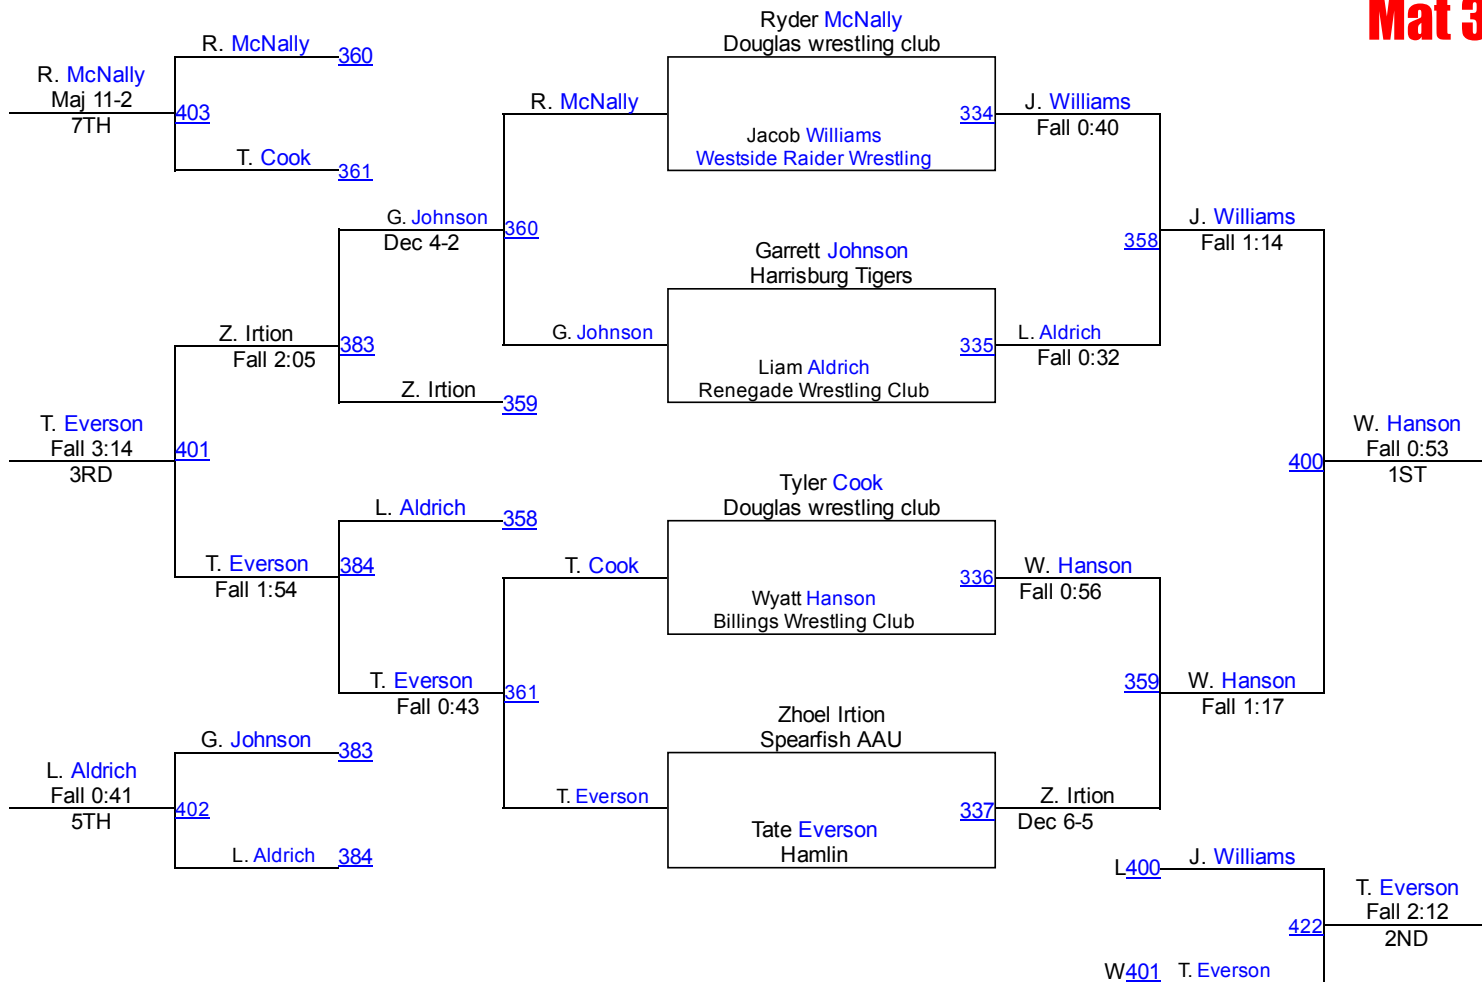 Mat 3
Ryder McNally
Douglas wrestling club
R. McNally
360
R. McNally
Maj 11-2
403
7TH
T. Cook
361
R. McNally
334
J. Williams
Fall 0:40
Jacob Williams
Westside Raider Wrestling
G. Johnson
Dec 4-2
360
J. Williams
Fall 1:14
358
Garrett Johnson
Harrisburg Tigers
Z. Irtion
Fall 2:05
383
G. Johnson
335
L. Aldrich
Fall 0:32
Liam Aldrich
Renegade Wrestling Club
Z. Irtion
359
T. Everson
Fall 3:14
401
3RD
W. Hanson
Fall 0:53
400
1ST
Tyler Cook
Douglas wrestling club
L. Aldrich
358
T. Everson
Fall 1:54
384
T. Cook
336
W. Hanson
Fall 0:56
Wyatt Hanson
Billings Wrestling Club
T. Everson
Fall 0:43
361
359
W. Hanson
Fall 1:17
Zhoel Irtion
Spearfish AAU
G. Johnson
383
L. Aldrich
Fall 0:41
402
5TH
L. Aldrich
384
T. Everson
337
Z. Irtion
Dec 6-5
Tate Everson
Hamlin
L400
J. Williams
T. Everson
Fall 2:12
422
2ND
W401
T. Everson